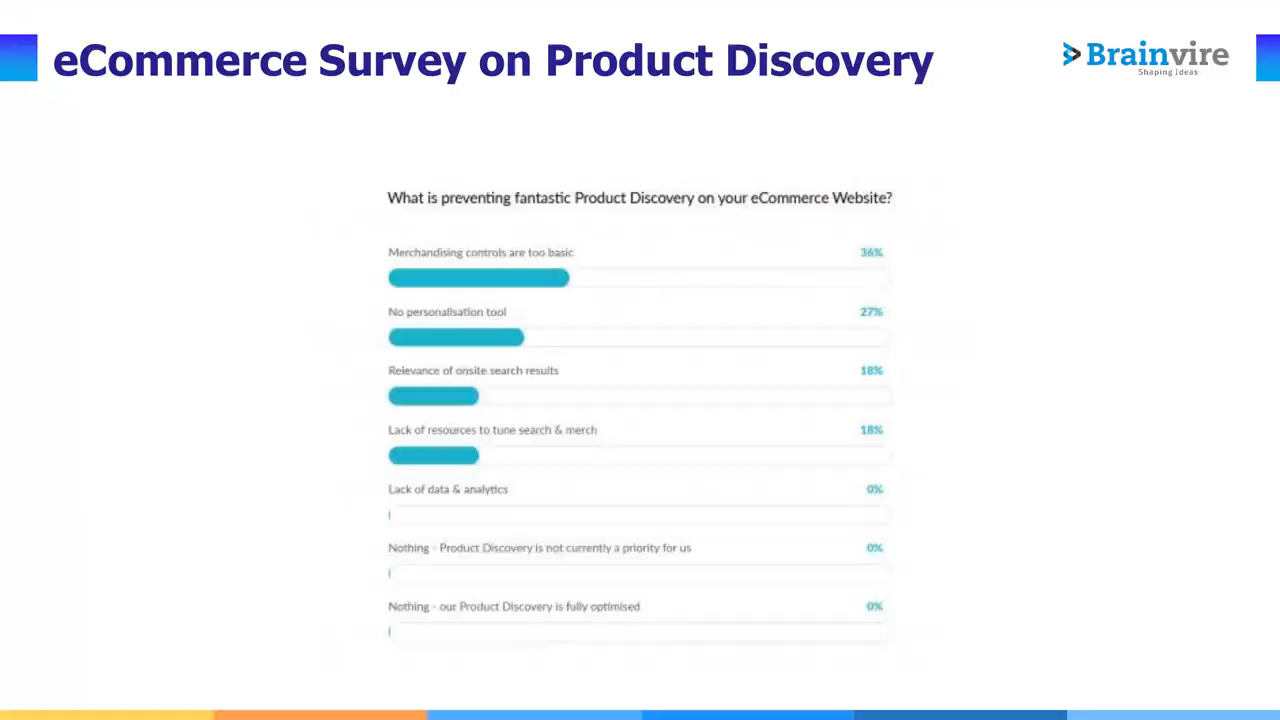 eCommerce Survey on Product Discovery
Brainvire
Shaping Ideas
What is preventing fantastic Product Discovery on your eCommerce Website?
Merchandising controls are too basic 36%
No personalisation tool 27%
Relevance of onsite search results 18%
Lack of resources to tune search & merch 18%
Lack of data & analytics 0%
Nothing - Product Discovery is not currently a priority for us 0%
Nothing - our Product Discovery is fully optimised 0%